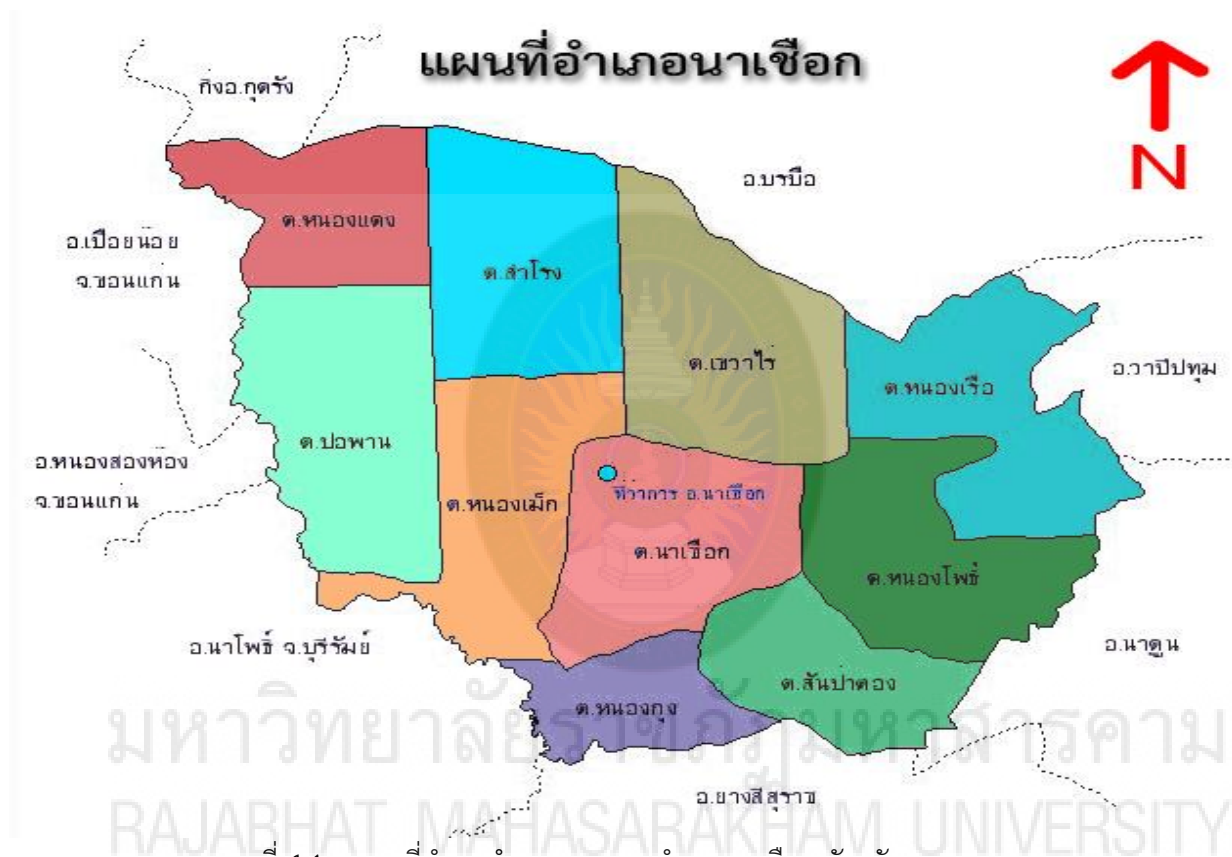 แผนที่อำเภอนาเชือก
N
กิ่งอ.กุดรัง
อ.บรบือ
ต.หนองแดง
อ.เปือยน้อย
จ.ขอนแก่น
ต.สำโรง
ต.เขวาไร่
อ.วาปีปทุม
ต.หนองเรือ
ต.ปอพาน
อ.หนองสองห้อง
จ.ขอนแก่น
ต.หนองเม็ก
ที่ว่าการ อ.นาเชือก
ต.นาเชือก
ต.หนองโพธิ์
อ.นาโพธิ์ จ.บุรีรัมย์
อ.นาดูน
ต.สันป่าตอง
ต.หนองกุง
มหาวิทยาลัยราชภัฏมหาสารคาม
อ.ยางสีสุราช
RAJABHAT MAHASARAKHAM UNIVERSITY